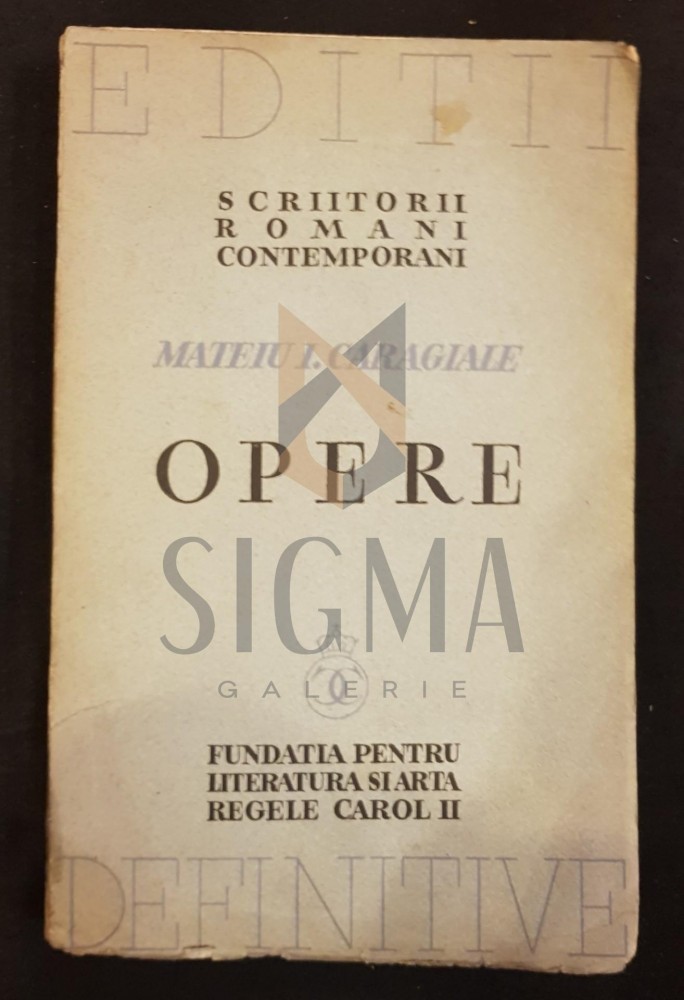 EDITII
SCRIITORII
ROMANI
CONTEMPORANI
MATEIU I. CARAGIALE
OPERE
SIGMA
GALERIE
FUNDATIA PENTRU
LITERATURA SI ARTA
REGELE CAROL II
DEFINITIVE